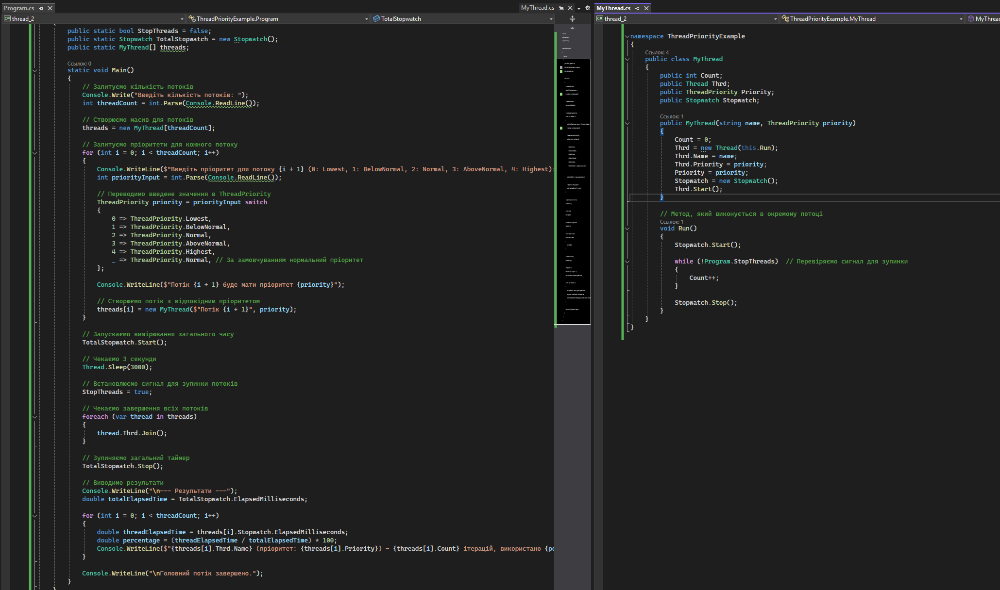 Program.cs
MyThread.cs
thread_2
ThreadPriorityExample.Program
TotalStopwatch
public static bool StopThreads = false;
public static Stopwatch TotalStopwatch = new Stopwatch();
public static MyThread[] threads;
Ссылок: 0
static void Main()
{
// Запитуємо кількість потоків
Console.Write("Введіть кількість потоків: ");
int threadCount = int.Parse(Console.ReadLine());
// Створюємо масив для потоків
threads = new MyThread[threadCount];
// Запитуємо пріоритети для кожного потоку
for (int i = 0; i < threadCount; i++)
{
Console.WriteLine($"Введіть пріоритет для потоку {i + 1} (0: Lowest, 1: BelowNormal, 2: Normal, 3: AboveNormal, 4: Highest):
int priorityInput = int.Parse(Console.ReadLine());
// Переводимо введене значення в ThreadPriority
ThreadPriority priority = priorityInput switch
{
0 => ThreadPriority.Lowest,
1 => ThreadPriority.BelowNormal,
2 => ThreadPriority.Normal,
3 => ThreadPriority.AboveNormal,
4 => ThreadPriority.Highest,
_ => ThreadPriority.Normal, // За замовчуванням нормальний пріоритет
};
Console.WriteLine($"Потік {i + 1} буде мати пріоритет {priority}");
// Створюємо потік з відповідним пріоритетом
threads[i] = new MyThread($"Потік {i + 1}", priority);
}
// Запускаємо вимірювання загального часу
TotalStopwatch.Start();
// Чекаємо 3 секунди
Thread.Sleep(3000);
// Встановлюємо сигнал для зупинки потоків
StopThreads = true;
// Чекаємо завершення всіх потоків
foreach (var thread in threads)
{
thread.Thrd.Join();
}
// Зупиняємо загальний таймер
TotalStopwatch.Stop();
// Виводимо результати
Console.WriteLine("\n--- Результати ---");
double totalElapsedTime = TotalStopwatch.ElapsedMilliseconds;
for (int i = 0; i < threadCount; i++)
{
double threadElapsedTime = threads[i].Stopwatch.ElapsedMilliseconds;
double percentage = (threadElapsedTime / totalElapsedTime) * 100;
Console.WriteLine($"{threads[i].Thrd.Name} (пріоритет: {threads[i].Priority}) – {threads[i].Count} ітерацій, використано {pe
}
Console.WriteLine("\nГоловний потік завершено.");
}
MyThread.cs
thread_2
ThreadPriorityExample.MyThread
MyThread
namespace ThreadPriorityExample
{
Ссылок: 4
public class MyThread
{
public int Count;
public Thread Thrd;
public ThreadPriority Priority;
public Stopwatch Stopwatch;
Ссылок: 1
public MyThread(string name, ThreadPriority priority)
{
Count = 0;
Thrd = new Thread(this.Run);
Thrd.Name = name;
Thrd.Priority = priority;
Priority = priority;
Stopwatch = new Stopwatch();
Thrd.Start();
}
// Метод, який виконується в окремому потоці
Ссылок: 1
void Run()
{
Stopwatch.Start();
while (!Program.StopThreads) // Перевіряємо сигнал для зупинки
{
Count++;
}
Stopwatch.Stop();
}
}
}